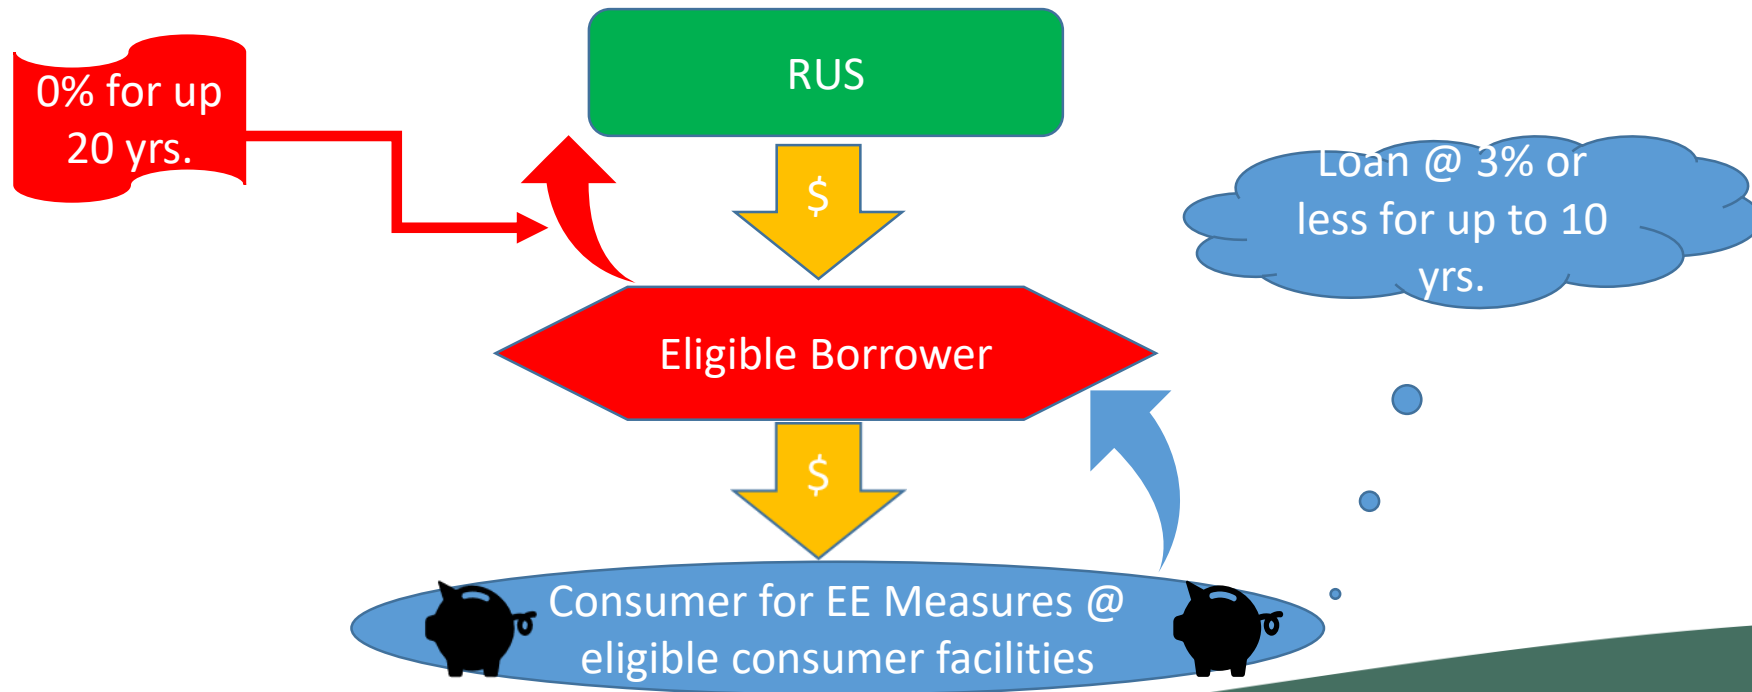 0% for up
20 yrs.
RUS
$
Loan @ 3% or
less for up to 10
yrs.
Eligible Borrower
$
Consumer for EE Measures @
eligible consumer facilities